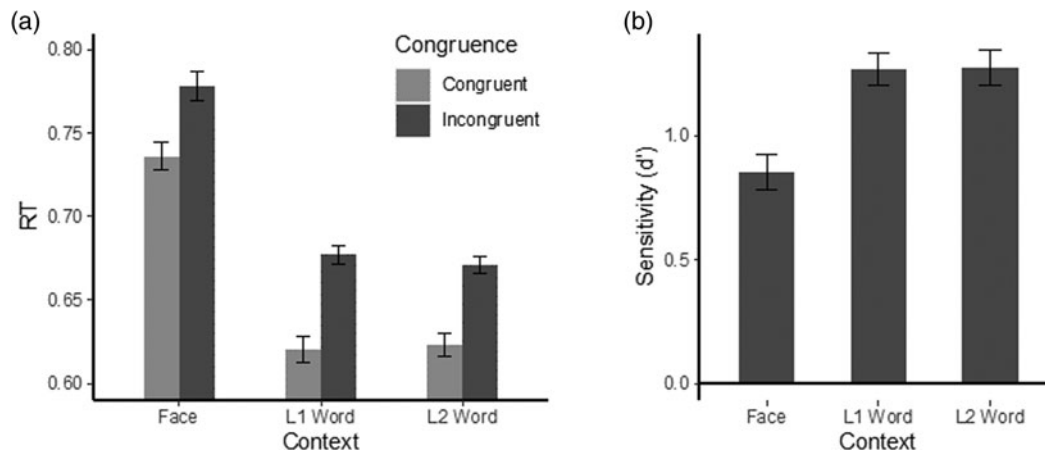 (a)
0.80
0.75
0.70
0.65
0.60
RT
Congruence
Congruent
Incongruent
Face L1 Word L2 Word
Context
(b)
1.0
0.5
0.0
Sensitivity (d')
Face L1 Word L2 Word
Context